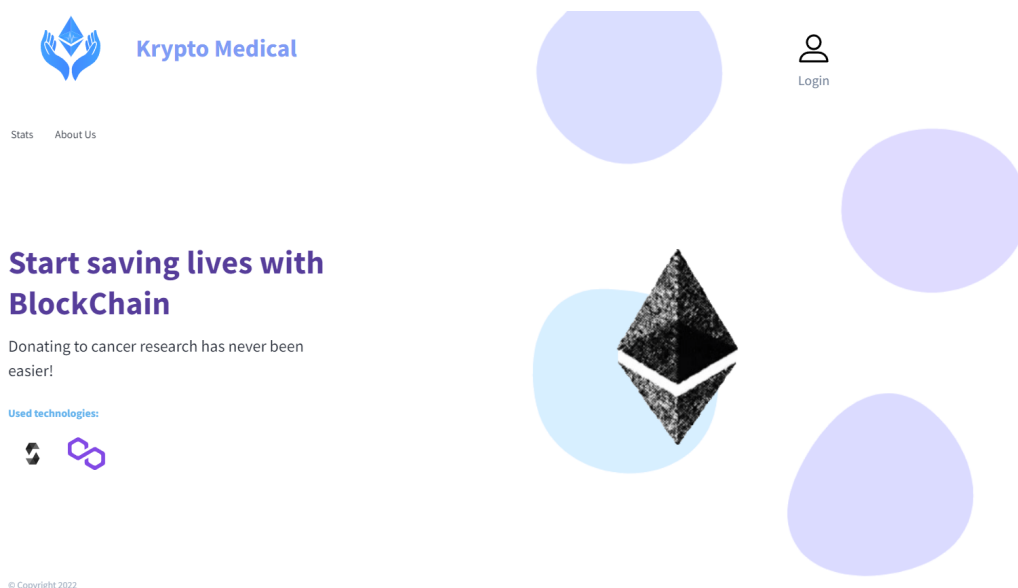 Krypto Medical
Login
Stats
About Us
Start saving lives with
BlockChain
Donating to cancer research has never been
easier!
Used technologies:
© Copyright 2022